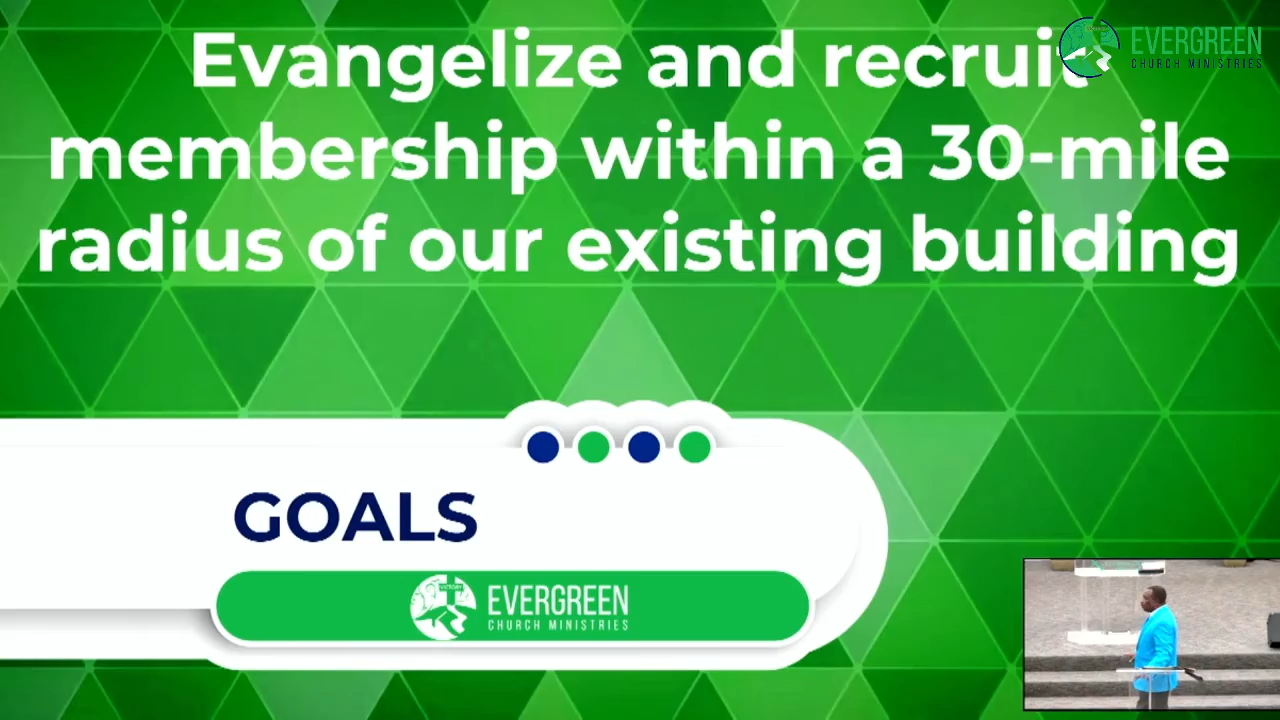 Evangelize and recruit
EVERGREEN
CHURCH MINISTRIES
membership within a 30-mile
radius of our existing building
GOALS
VICTORY
EVERGREEN
CHURCH MINISTRIES